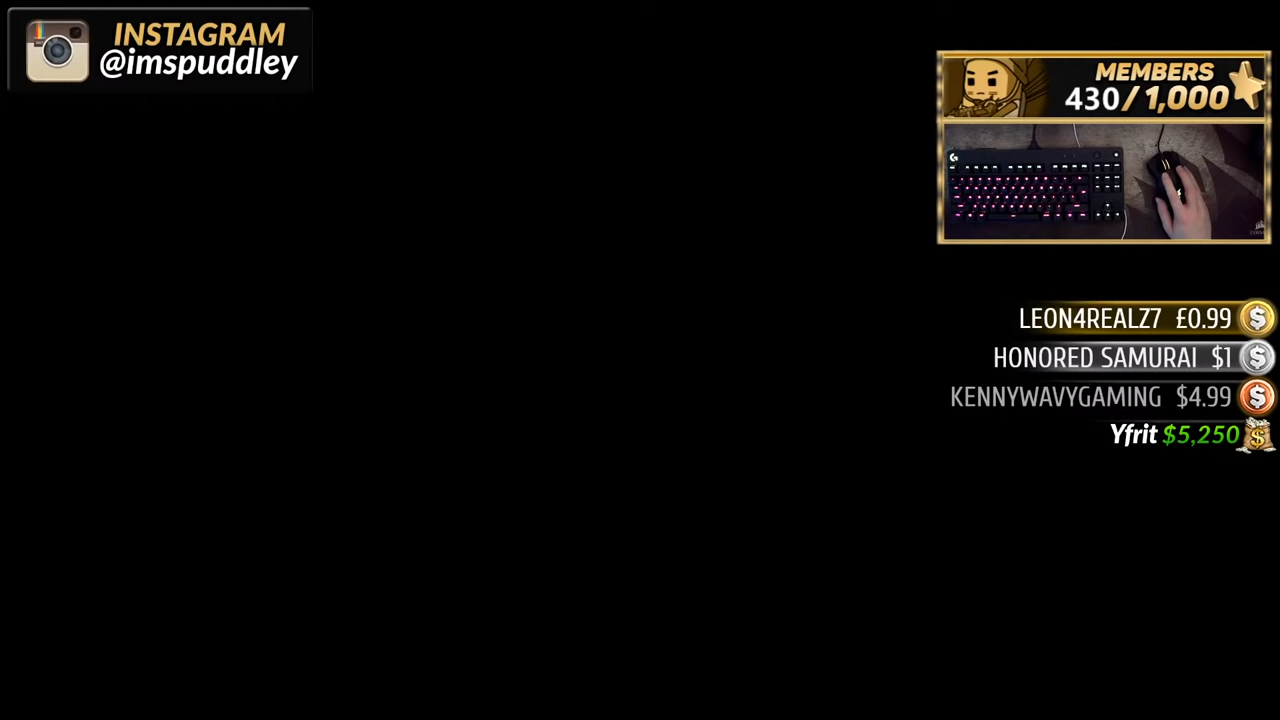 INSTAGRAM
@imspuddley
MEMBERS
430/1,000
LEON4REALZ7 £0.99
HONORED SAMURAI $1
KENNYWAVYGAMING $4.99
Yfrit $5,250